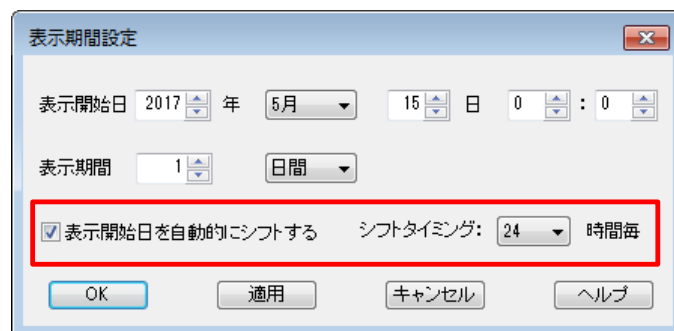 表示期間設定
表示開始日 2017 年 5月 15 日 0 : 0
表示期間 1 日間
表示開始日を自動的にシフトする シフトタイミング: 24 時間毎
OK 適用 キャンセル ヘルプ